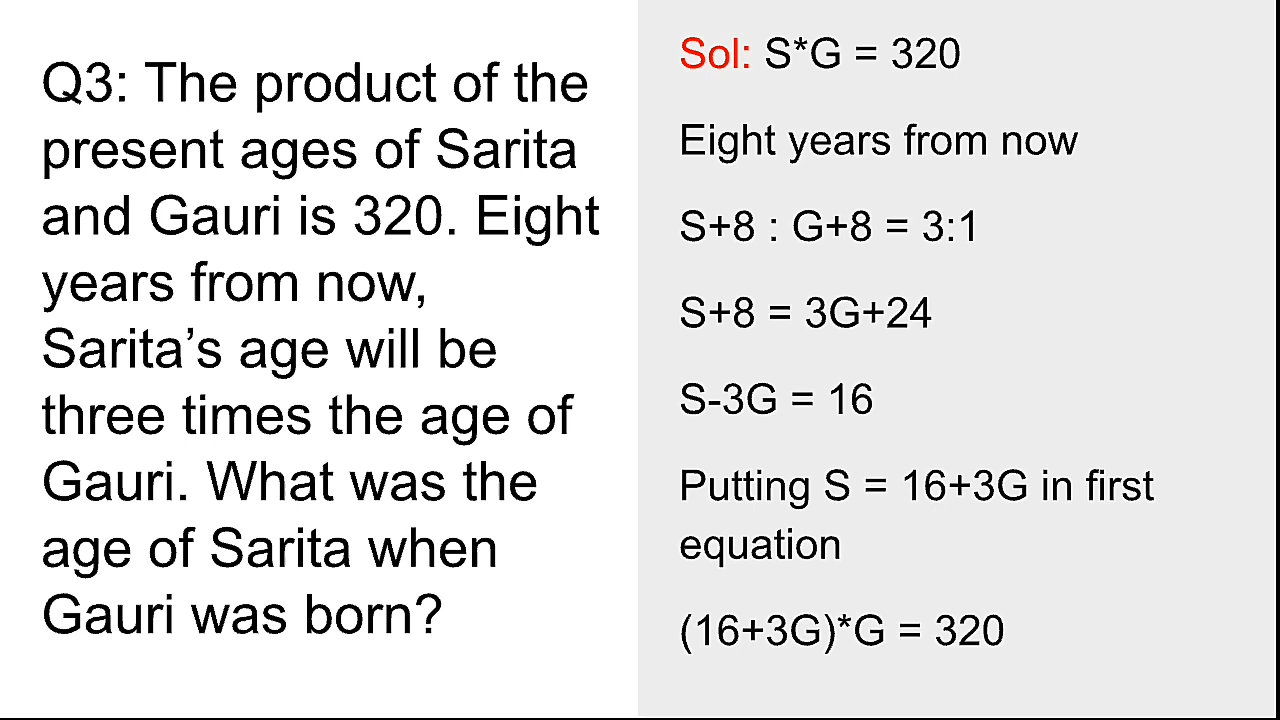 Q3: The product of the
present ages of Sarita
and Gauri is 320. Eight
years from now,
Sarita’s age will be
three times the age of
Gauri. What was the
age of Sarita when
Gauri was born?
Sol: S*G = 320
Eight years from now
S+8 : G+8 = 3:1
S+8 = 3G+24
S-3G = 16
Putting S = 16+3G in first
equation
(16+3G)*G = 320